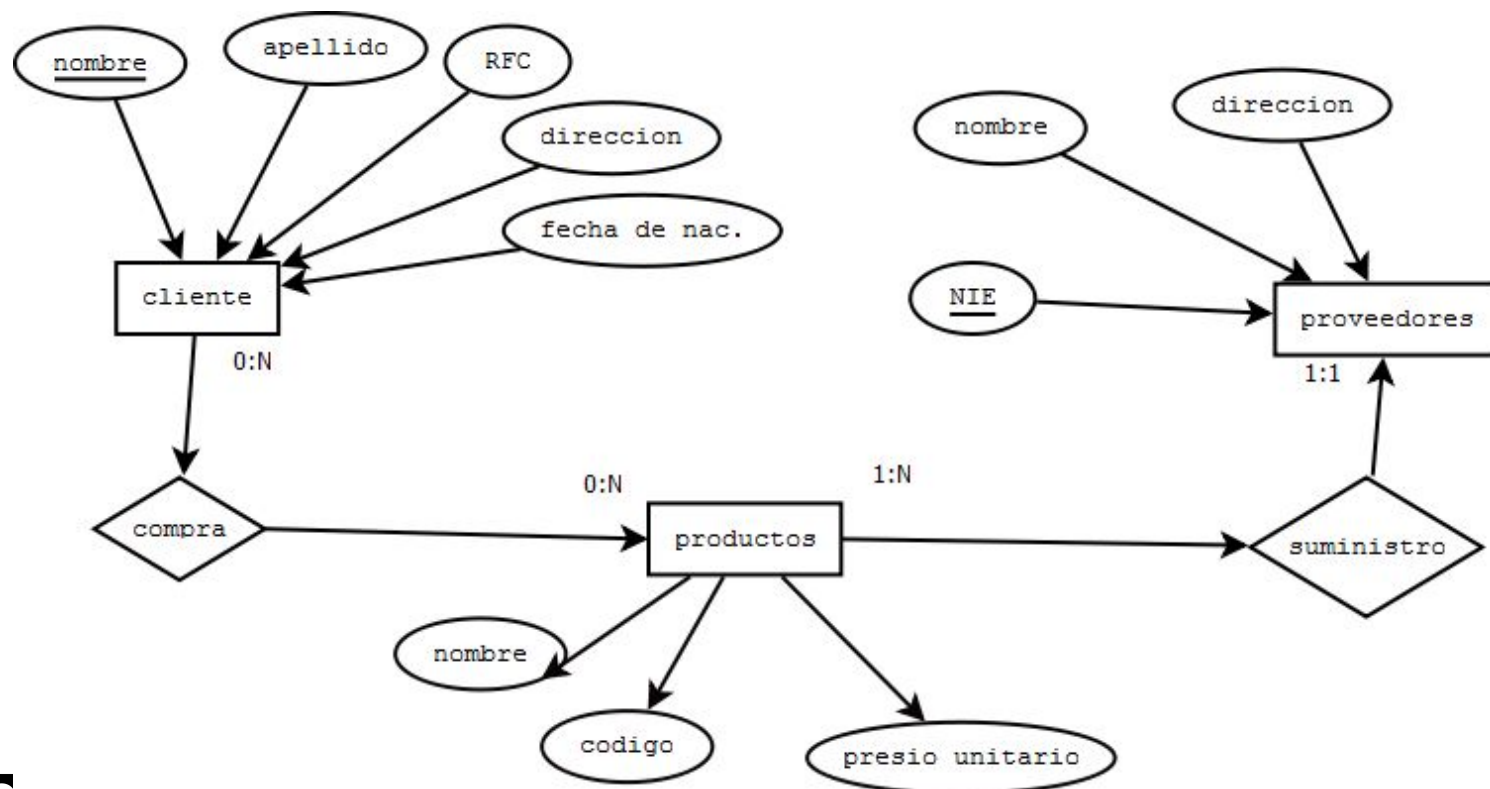 nombre
apellido
RFC
direccion
fecha de nac.
cliente
0:N
nombre
direccion
NIE
proveedores
1:1
compra
0:N
productos
1:N
suministro
nombre
codigo
presio unitario